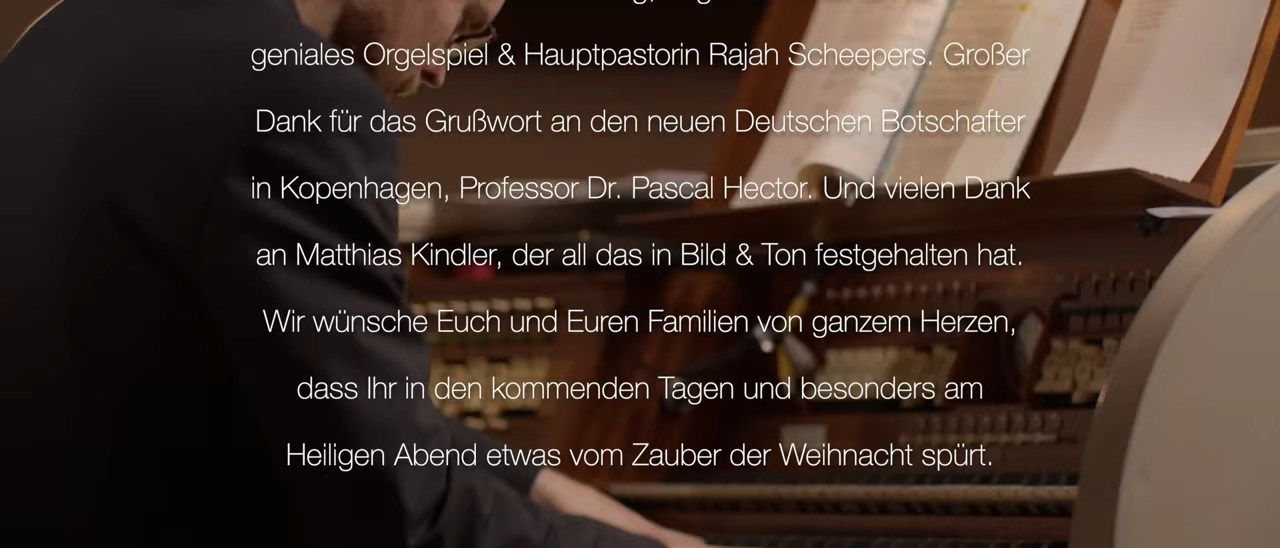 geniales Orgelspiel & Hauptpastorin Rajah Scheepers. Großer
Dank für das Grußwort an den neuen Deutschen Botschafter
in Kopenhagen, Professor Dr. Pascal Hector. Und vielen Dank
an Matthias Kindler, der all das in Bild & Ton festgehalten hat.
Wir wünsche Euch und Euren Familien von ganzem Herzen,
dass Ihr in den kommenden Tagen und besonders am
Heiligen Abend etwas vom Zauber der Weihnacht spürt.